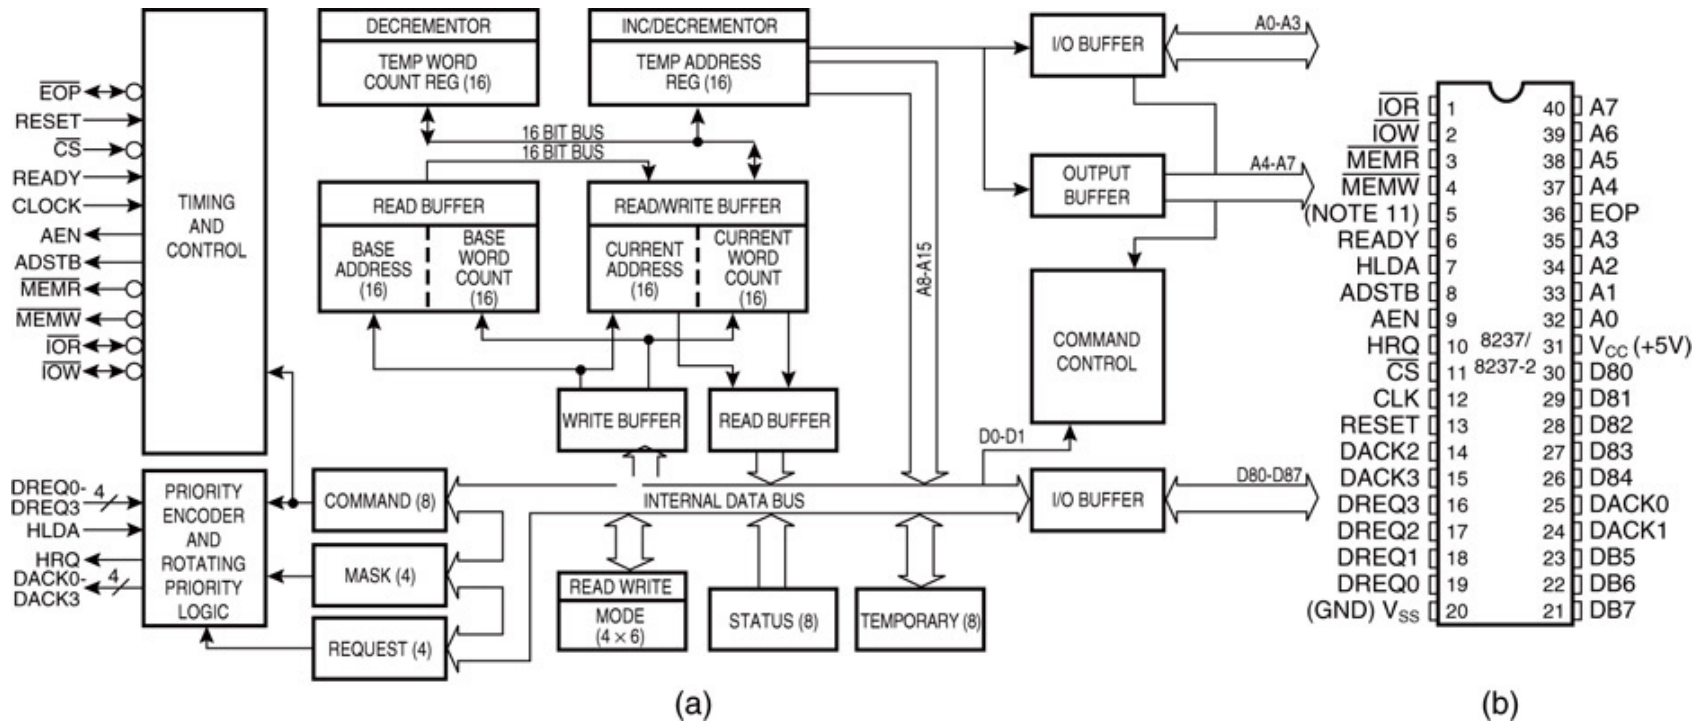 EOP
RESET
CS
READY
CLOCK
AEN
ADSTB
MEMR
MEMW
IOR
IOW
TIMING
AND
CONTROL
DREQ0-
DREQ3
4
HLDA
HRQ
DACK0-
DACK3
4
PRIORITY
ENCODER
AND
ROTATING
PRIORITY
LOGIC
DECREMENTOR
TEMP WORD
COUNT REG (16)
INC/DECREMENTOR
TEMP ADDRESS
REG (16)
16 BIT BUS
16 BIT BUS
READ BUFFER
BASE
ADDRESS
(16)
BASE
WORD
COUNT
(16)
READ/WRITE BUFFER
CURRENT
ADDRESS
(16)
CURRENT
WORD
COUNT
(16)
WRITE BUFFER
READ BUFFER
A8-A15
COMMAND (8)
MASK (4)
REQUEST (4)
INTERNAL DATA BUS
READ WRITE
MODE
(4 × 6)
STATUS (8)
TEMPORARY (8)
I/O BUFFER
A0-A3
OUTPUT
BUFFER
A4-A7
COMMAND
CONTROL
D0-D1
I/O BUFFER
D80-D87
(a)
IOR 1 40 A7
IOW 2 39 A6
MEMR 3 38 A5
MEMW 4 37 A4
(NOTE 11) 5 36 EOP
READY 6 35 A3
HLDA 7 34 A2
ADSTB 8 33 A1
AEN 9 32 A0
HRQ 10 8237/ 31 VCC (+5V)
CS 11 8237-2 30 D80
CLK 12 29 D81
RESET 13 28 D82
DACK2 14 27 D83
DACK3 15 26 D84
DREQ3 16 25 DACK0
DREQ2 17 24 DACK1
DREQ1 18 23 DB5
DREQ0 19 22 DB6
(GND) VSS 20 21 DB7
(b)